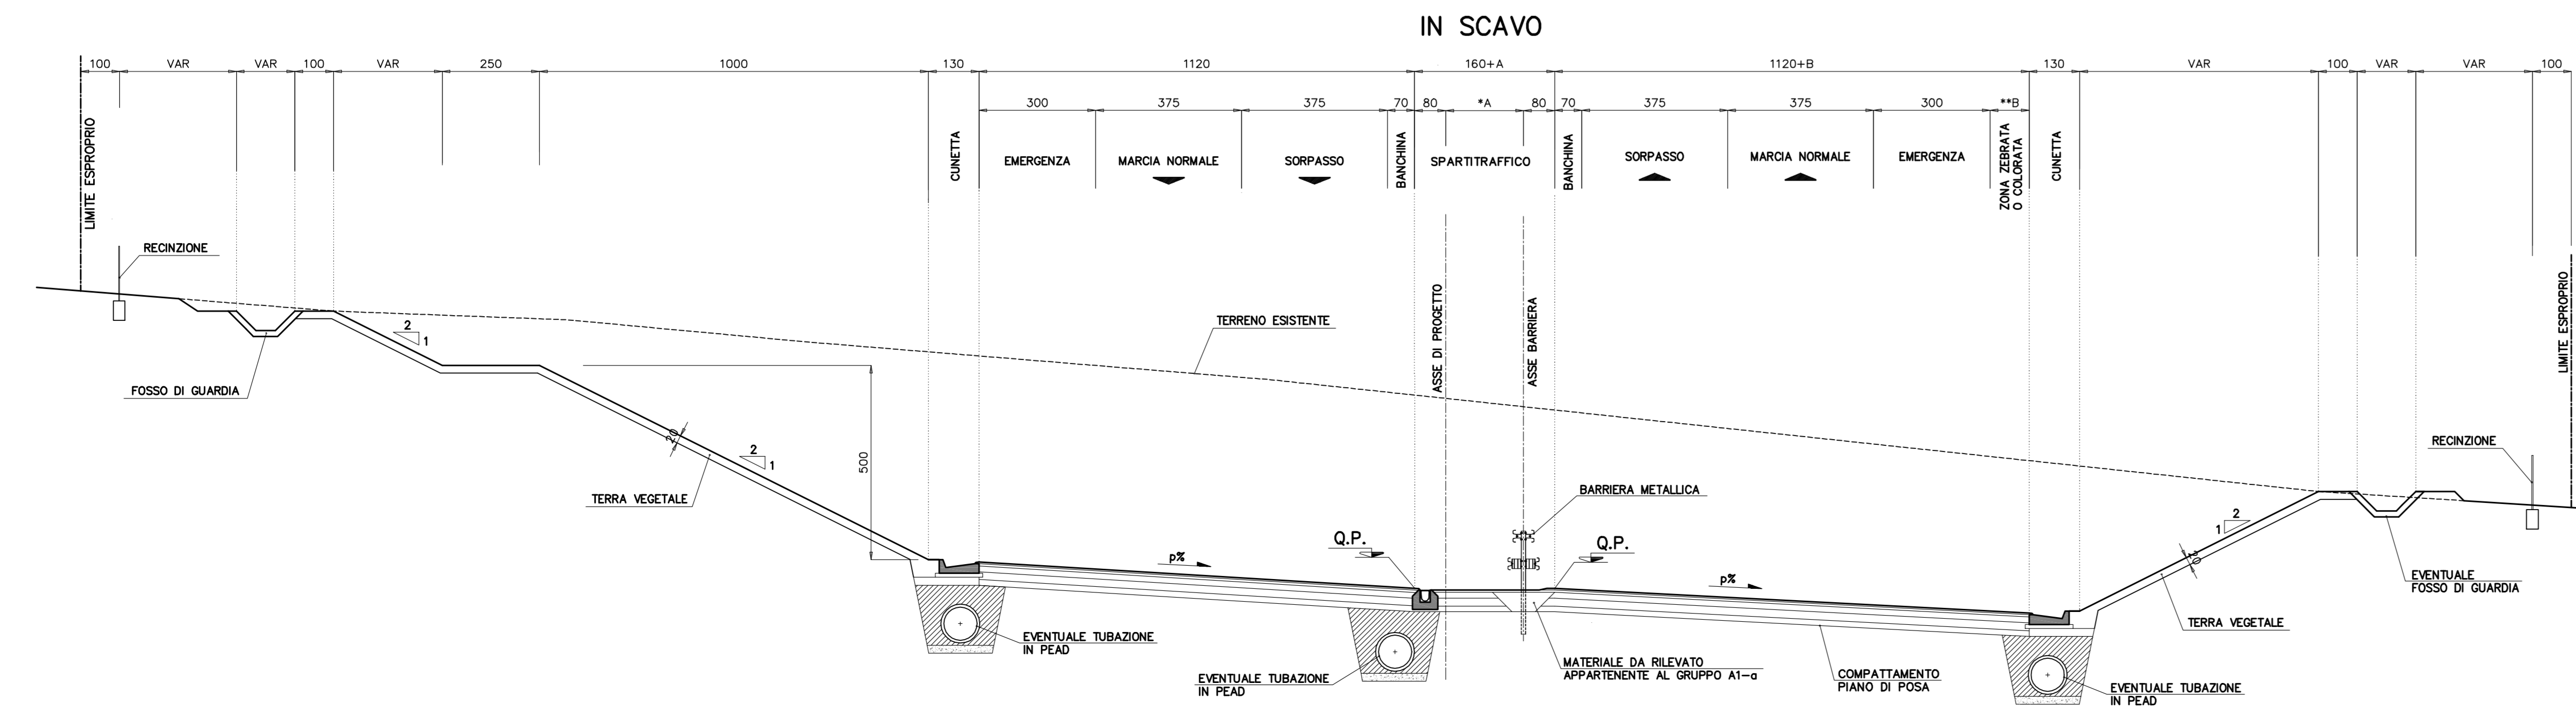 IN SCAVO
100 VAR VAR 100 VAR 250 1000 130 1120 160+A 1120+B 130 VAR 100 VAR VAR 100
300 375 375 70 80 *A 80 70 375 375 300 **B
LIMITE ESPROPRIO
CUNETTA
EMERGENZA
MARCIA NORMALE
SORPASSO
BANCHINA
SPARTITRAFFICO
BANCHINA
SORPASSO
MARCIA NORMALE
EMERGENZA
ZONA ZEBRATA
O COLORATA
CUNETTA
RECINZIONE
2
1
FOSSO DI GUARDIA
TERRENO ESISTENTE
ASSE DI PROGETTO
ASSE BARRIERA
LIMITE ESPROPRIO
20
2
1
500
TERRA VEGETALE
RECINZIONE
BARRIERA METALLICA
2
1
20
Q.P.
Q.P.
p%
p%
EVENTUALE
FOSSO DI GUARDIA
TERRA VEGETALE
EVENTUALE TUBAZIONE
IN PEAD
EVENTUALE TUBAZIONE
IN PEAD
MATERIALE DA RILEVATO
APPARTENENTE AL GRUPPO A1-a
COMPATTAMENTO
PIANO DI POSA
EVENTUALE TUBAZIONE
IN PEAD